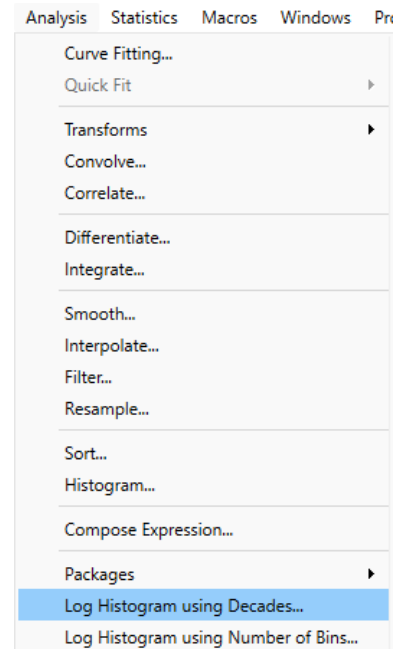 Analysis Statistics Macros Windows Pro
Curve Fitting...
Quick Fit
Transforms
Convolve...
Correlate...
Differentiate...
Integrate...
Smooth...
Interpolate...
Filter...
Resample...
Sort...
Histogram...
Compose Expression...
Packages
Log Histogram using Decades...
Log Histogram using Number of Bins...